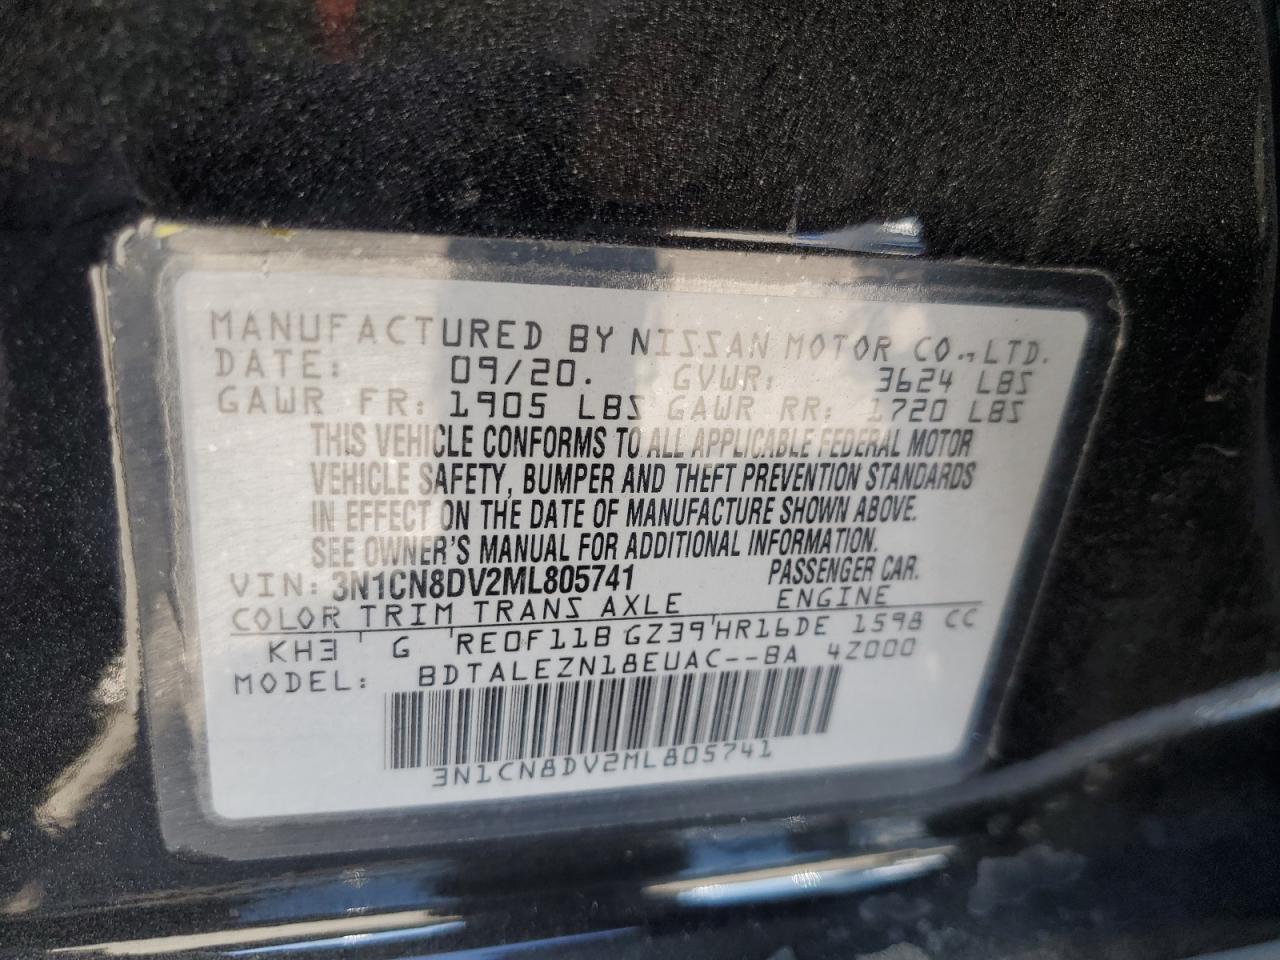 MANUFACTURED BY NISSAN MOTOR CO.,LTD.
DATE: 09/20. GVWR: 3624 LBS
GAWR FR: 1905 LBS GAWR RR: 1720 LBS
THIS VEHICLE CONFORMS TO ALL APPLICABLE FEDERAL MOTOR
VEHICLE SAFETY, BUMPER AND THEFT PREVENTION STANDARDS
IN EFFECT ON THE DATE OF MANUFACTURE SHOWN ABOVE.
SEE OWNER'S MANUAL FOR ADDITIONAL INFORMATION.
VIN: 3N1CN8DV2ML805741 PASSENGER CAR.
COLOR TRIM TRANS AXLE ENGINE
KH3 G RE0F11B GZ39 HR16DE 1598 CC
MODEL: BDTALEZN18EUAC--BA 4Z000
3N1CN8DV2ML805741